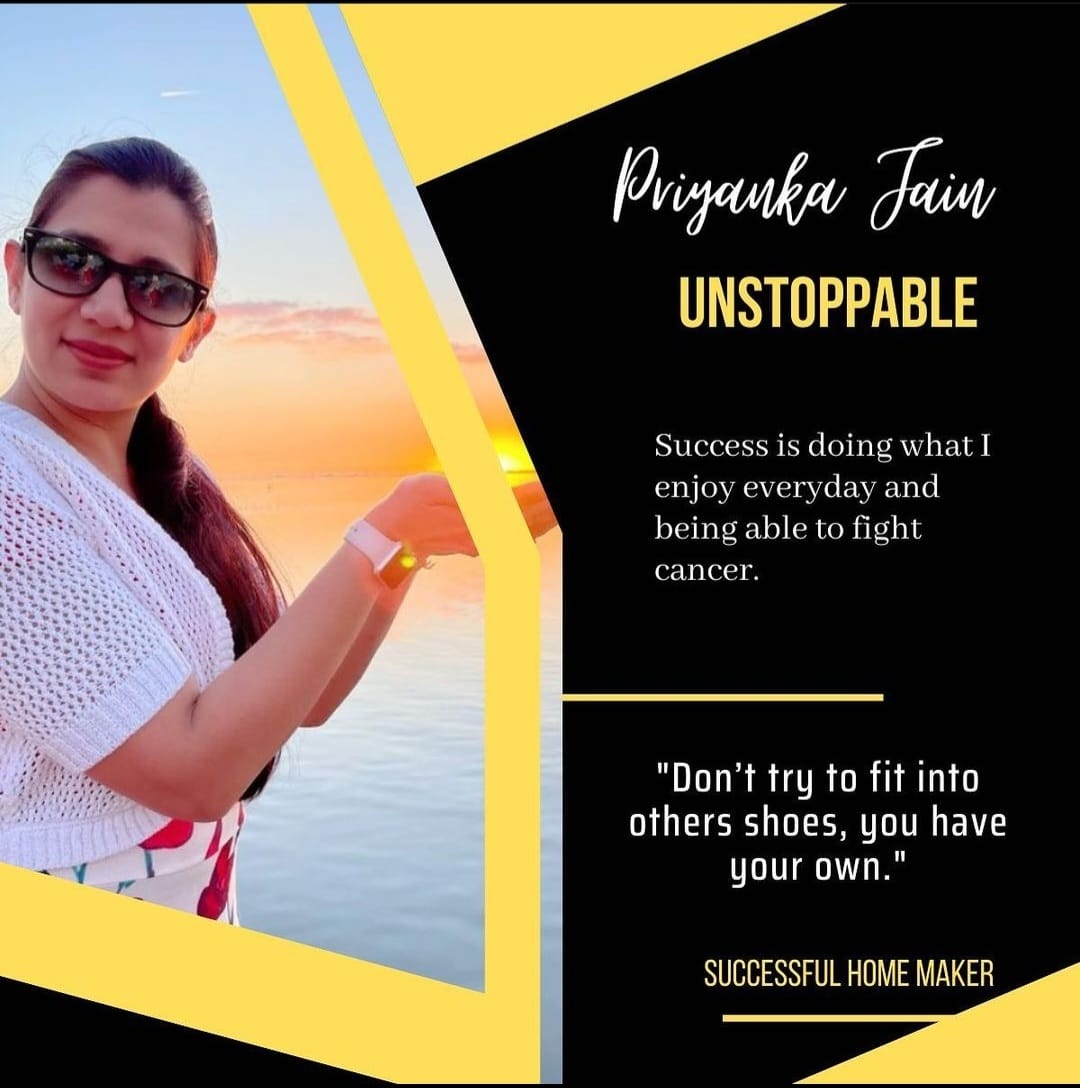 Priyanka Jain
UNSTOPPABLE
Success is doing what I
enjoy everyday and
being able to fight
cancer.
"Don’t try to fit into
others shoes, you have
your own."
SUCCESSFUL HOME MAKER